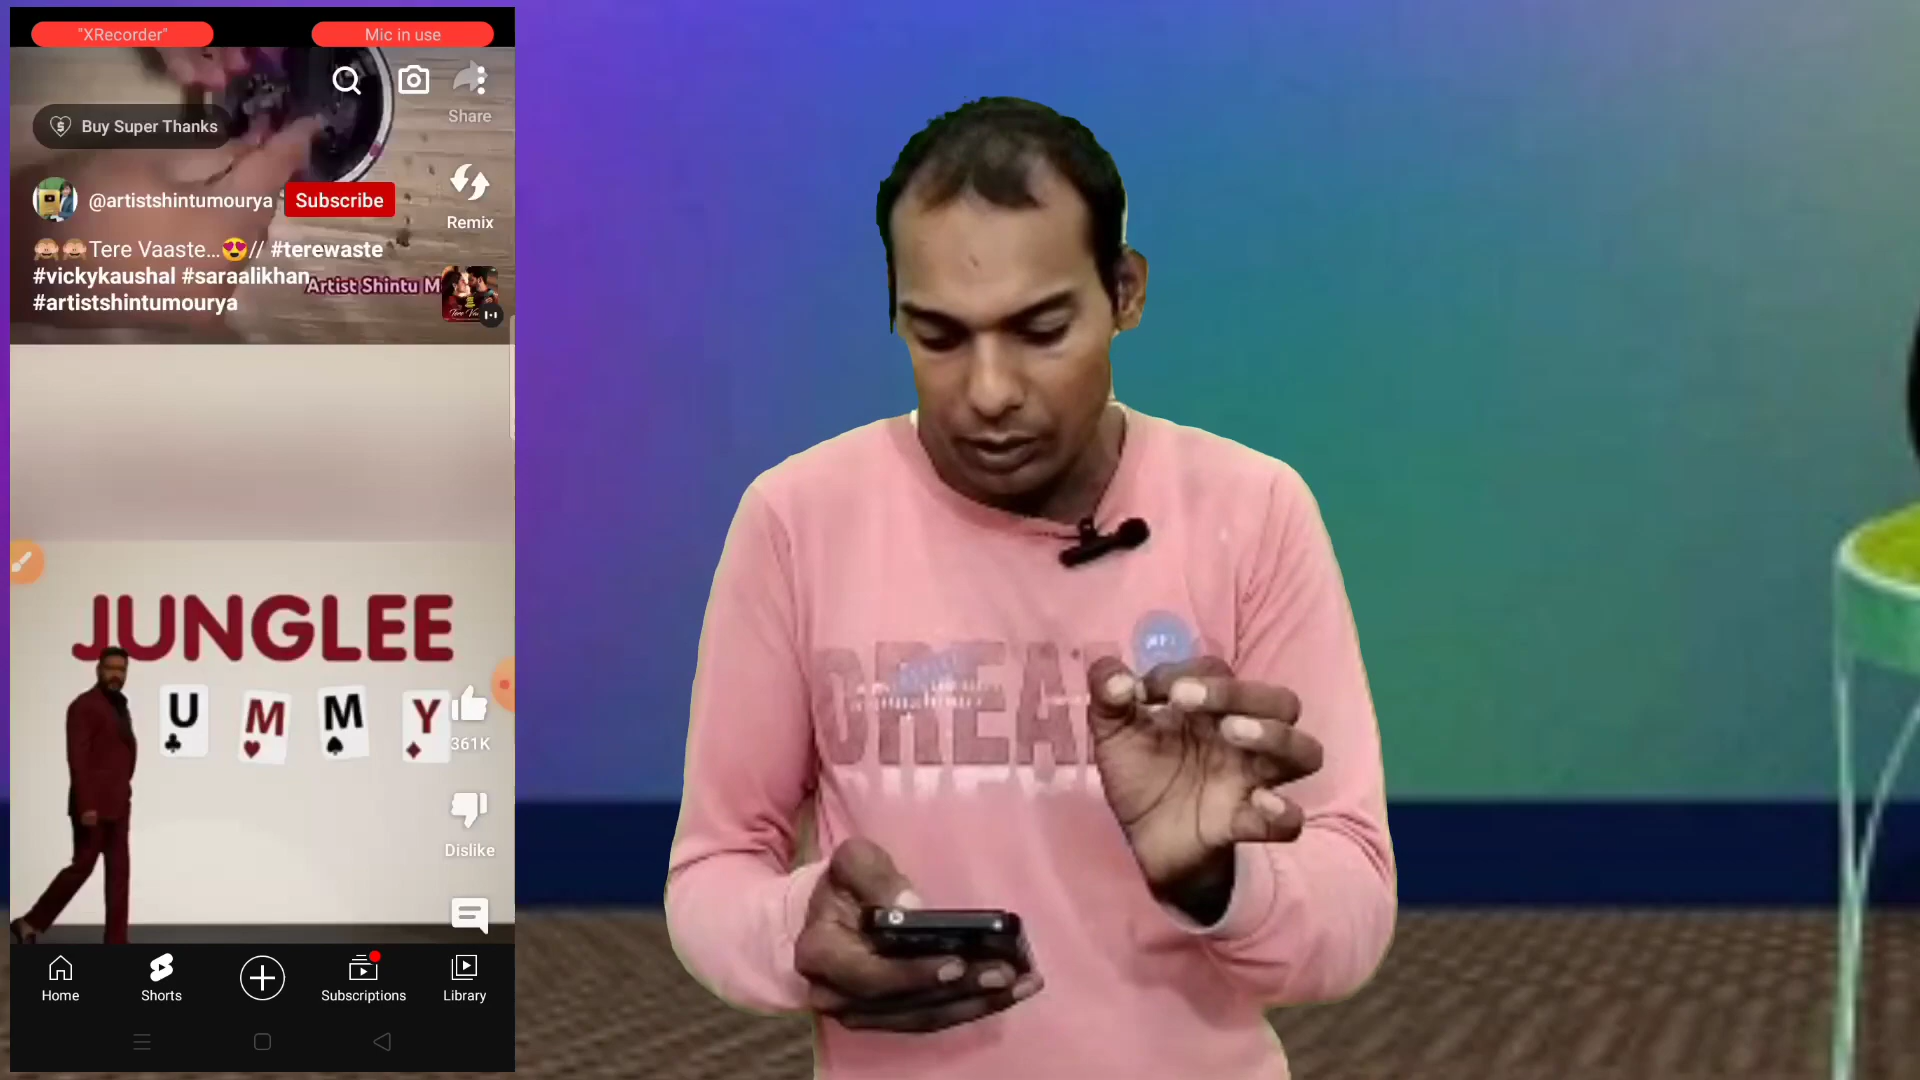 "XRecorder"
Mic in use
Share
Buy Super Thanks
@artistshintumourya
Subscribe
Remix
🙈🙈Tere Vaaste...😍// #terewaste
#vickykaushal #saraalikhan
#artistshintumourya
Artist Shintu M
JUNGLEE
U M M Y
361K
Dislike
DREA
Home
Shorts
Subscriptions
Library